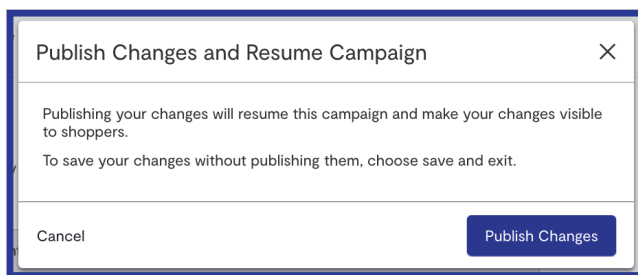 Publish Changes and Resume Campaign
Publishing your changes will resume this campaign and make your changes visible
to shoppers.
To save your changes without publishing them, choose save and exit.
Cancel
Publish Changes